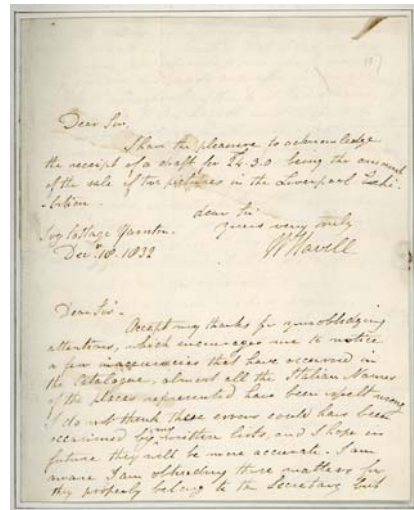 Dear Sir,
I have the pleasure to acknowledge
the receipt of a draft for 24.3.0 being the amount
of the sale of two pictures in the Liverpool Exhi-
bition.
dear Sir
yours very truly
W Havell
Ivy Cottage Yarnton.
Decr. 18. 1832
Dear Sir.
Accept my thanks for your obliedging
attentions, which encourages me to notice
a few inaccuracies that have occurred in
the Catalogue, almost all the Italian Names
of the places represented have been spelt wrong
I do not think these errors could have been
occasioned by my written lists, and I hope in
future they will be more accurate. I am
aware I am obtruding these matters for
they properly belong to the Secretary but